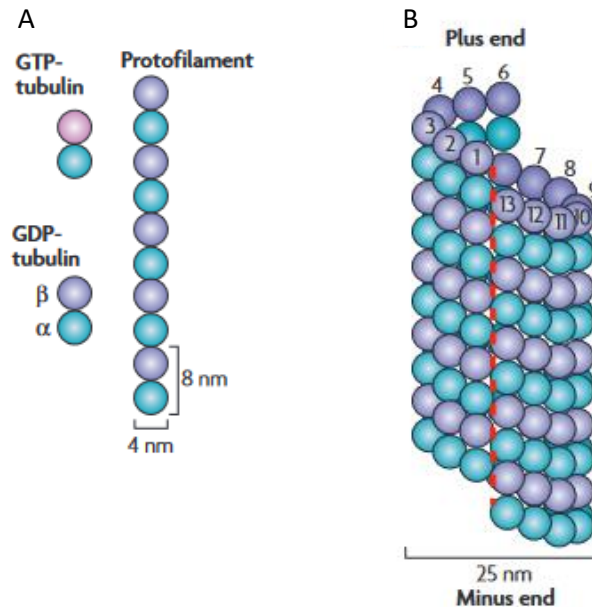 A
GTP-
tubulin
Protofilament
GDP-
tubulin
β
α
8 nm
4 nm
B
Plus end
4
5
6
3
2
1
7
8
9
13
12
11
10
25 nm
Minus end